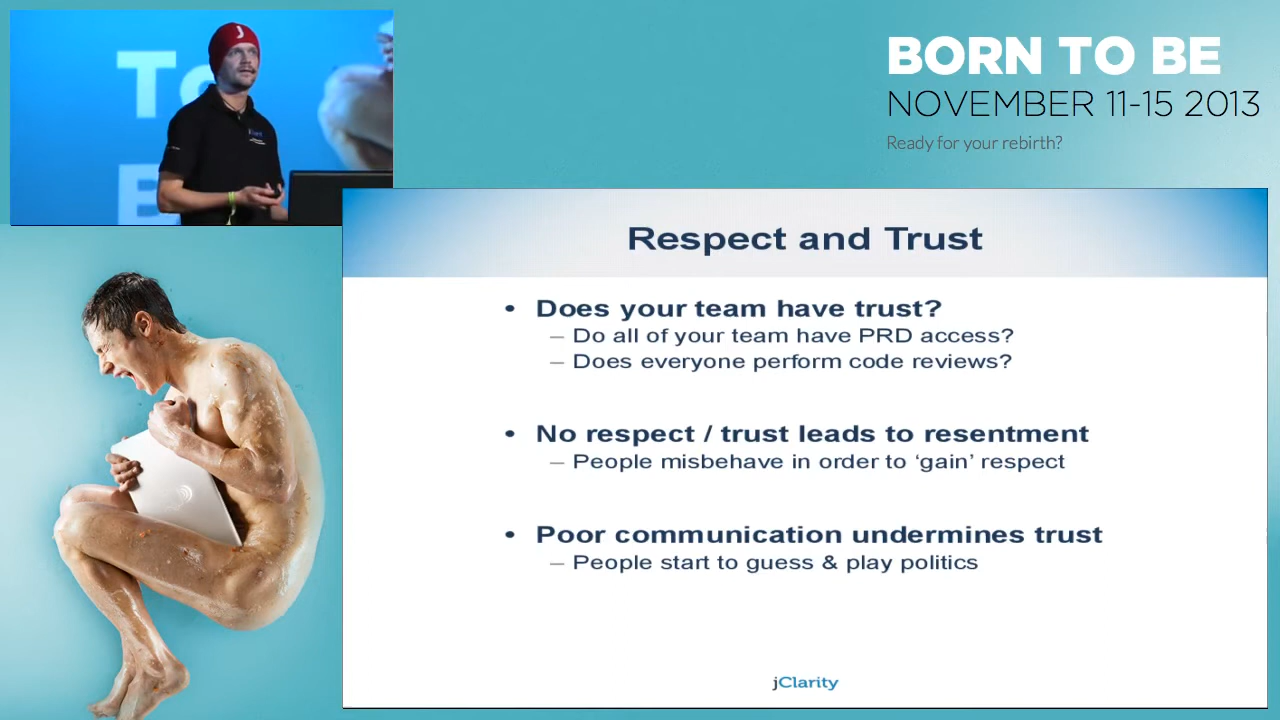 To
B
J
BORN TO BE
NOVEMBER 11-15 2013
Ready for your rebirth?
Respect and Trust
• Does your team have trust?
– Do all of your team have PRD access?
– Does everyone perform code reviews?
• No respect / trust leads to resentment
– People misbehave in order to ‘gain’ respect
• Poor communication undermines trust
– People start to guess & play politics
jClarity